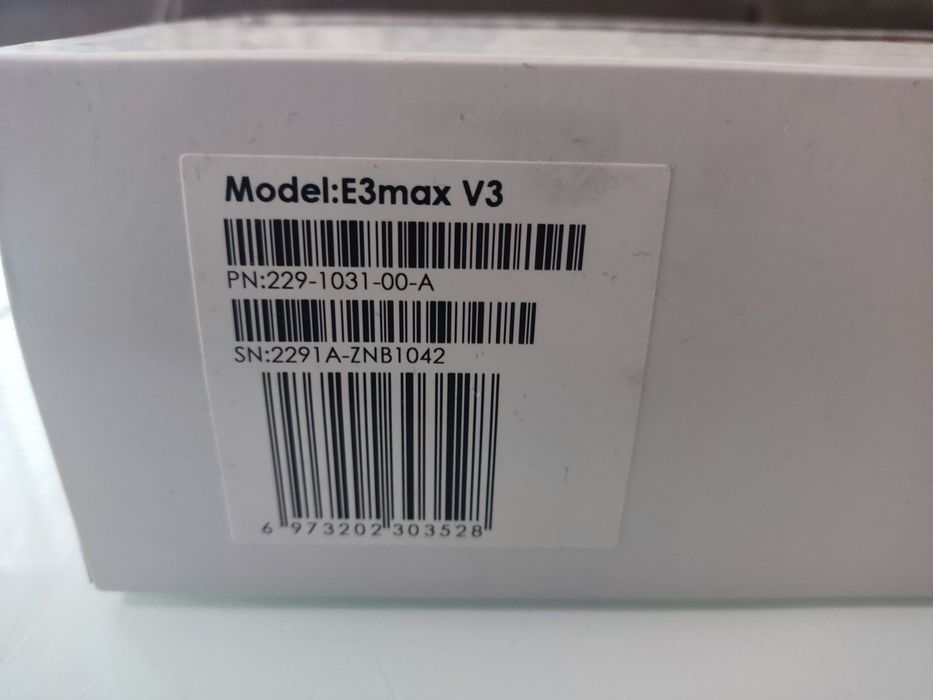 Model:E3max V3
PN:229-1031-00-A
SN:2291A-ZNB1042
6 973202 303528